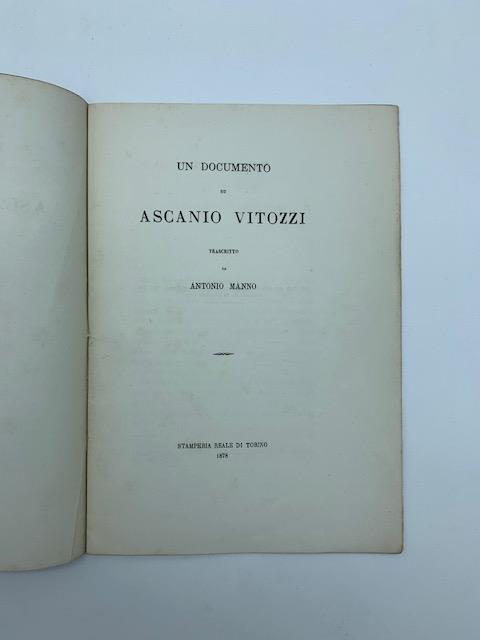 UN DOCUMENTO
SU
ASCANIO VITOZZI
TRASCRITTO
DA
ANTONIO MANNO
STAMPERIA REALE DI TORINO
1878